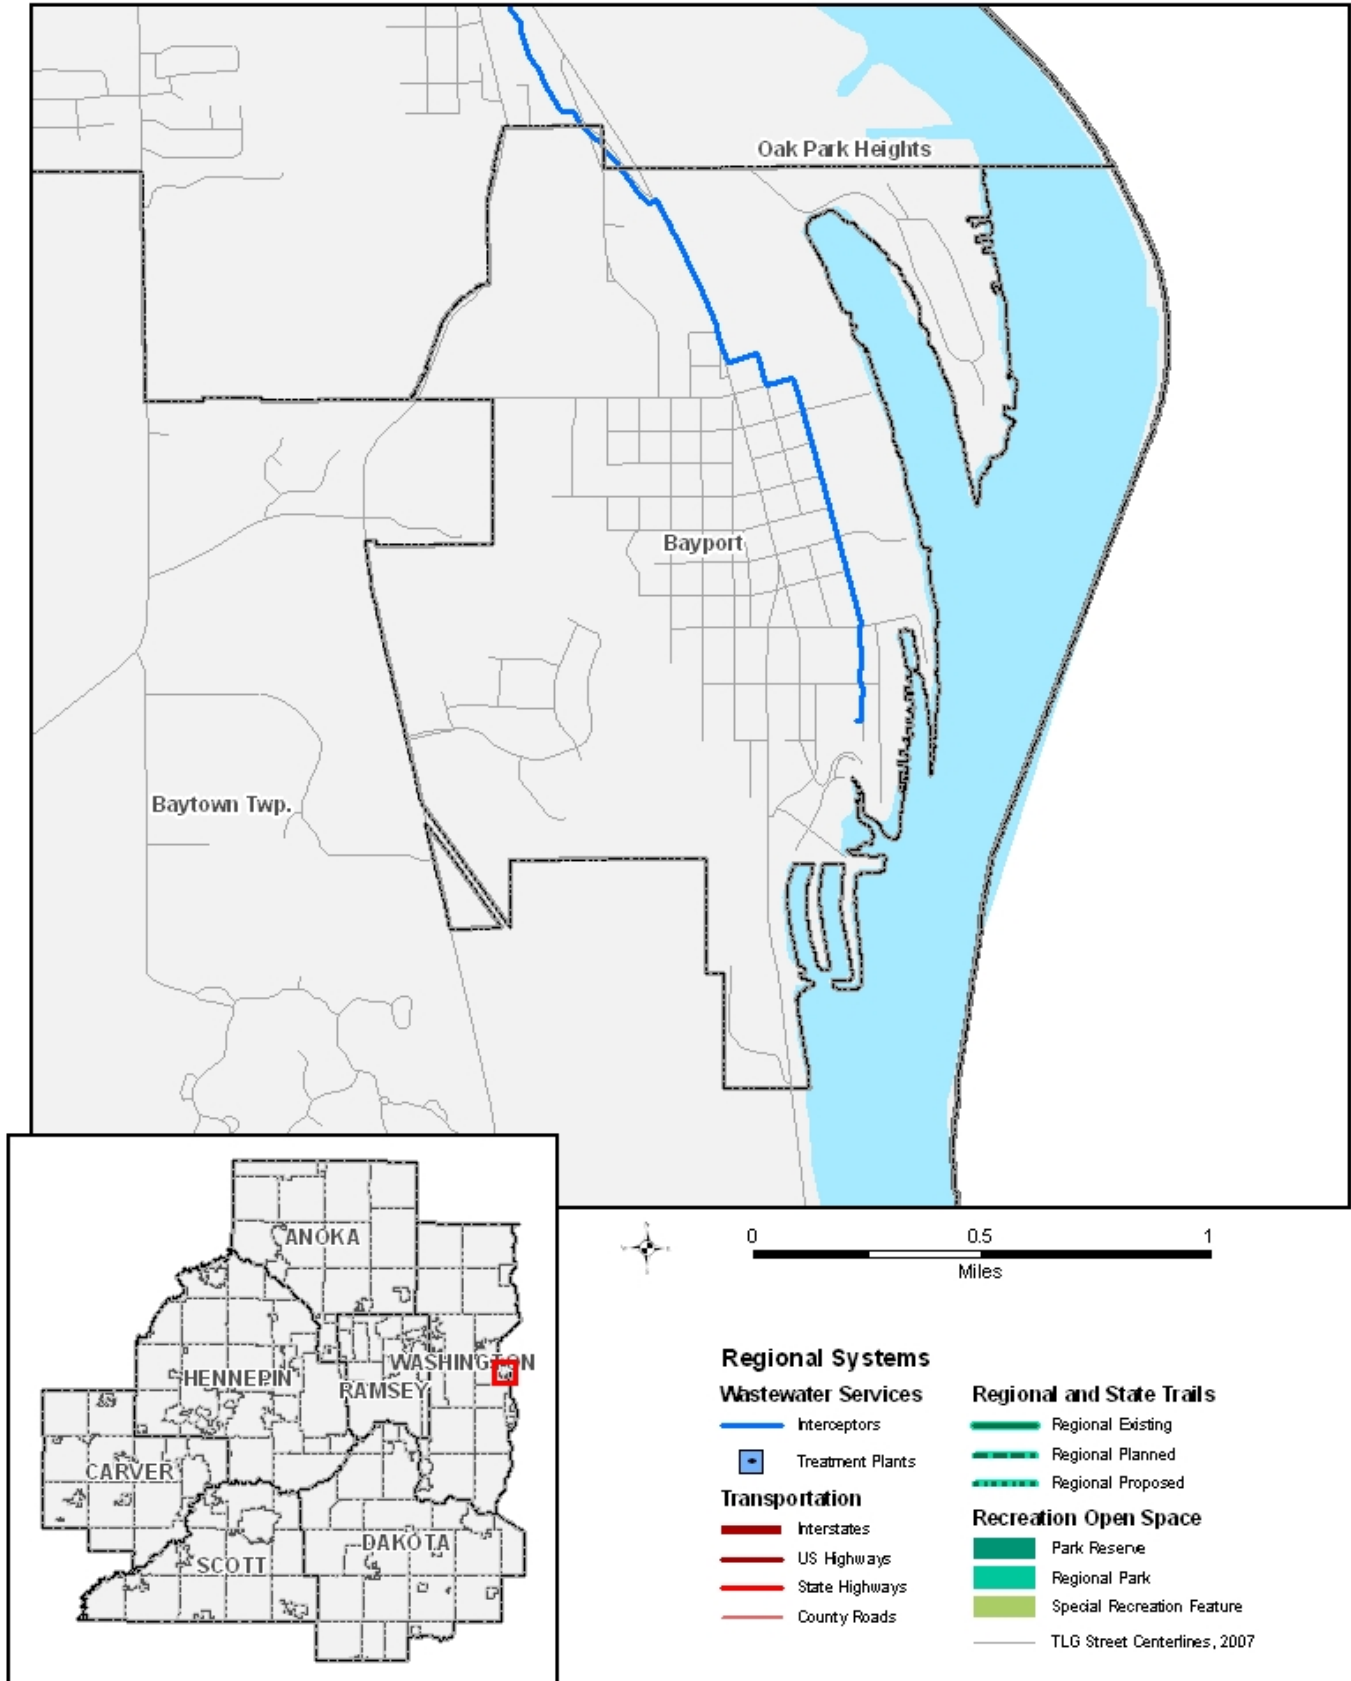 Oak Park Heights
Bayport
Baytown Twp.
ANOKA
WASHINGTON
HENNEPIN
RAMSEY
CARVER
DAKOTA
SCOTT
0 0.5 1
Miles
Regional Systems
Wastewater Services
Interceptors
Treatment Plants
Transportation
Interstates
US Highways
State Highways
County Roads
Regional and State Trails
Regional Existing
Regional Planned
Regional Proposed
Recreation Open Space
Park Reserve
Regional Park
Special Recreation Feature
TLG Street Centerlines, 2007